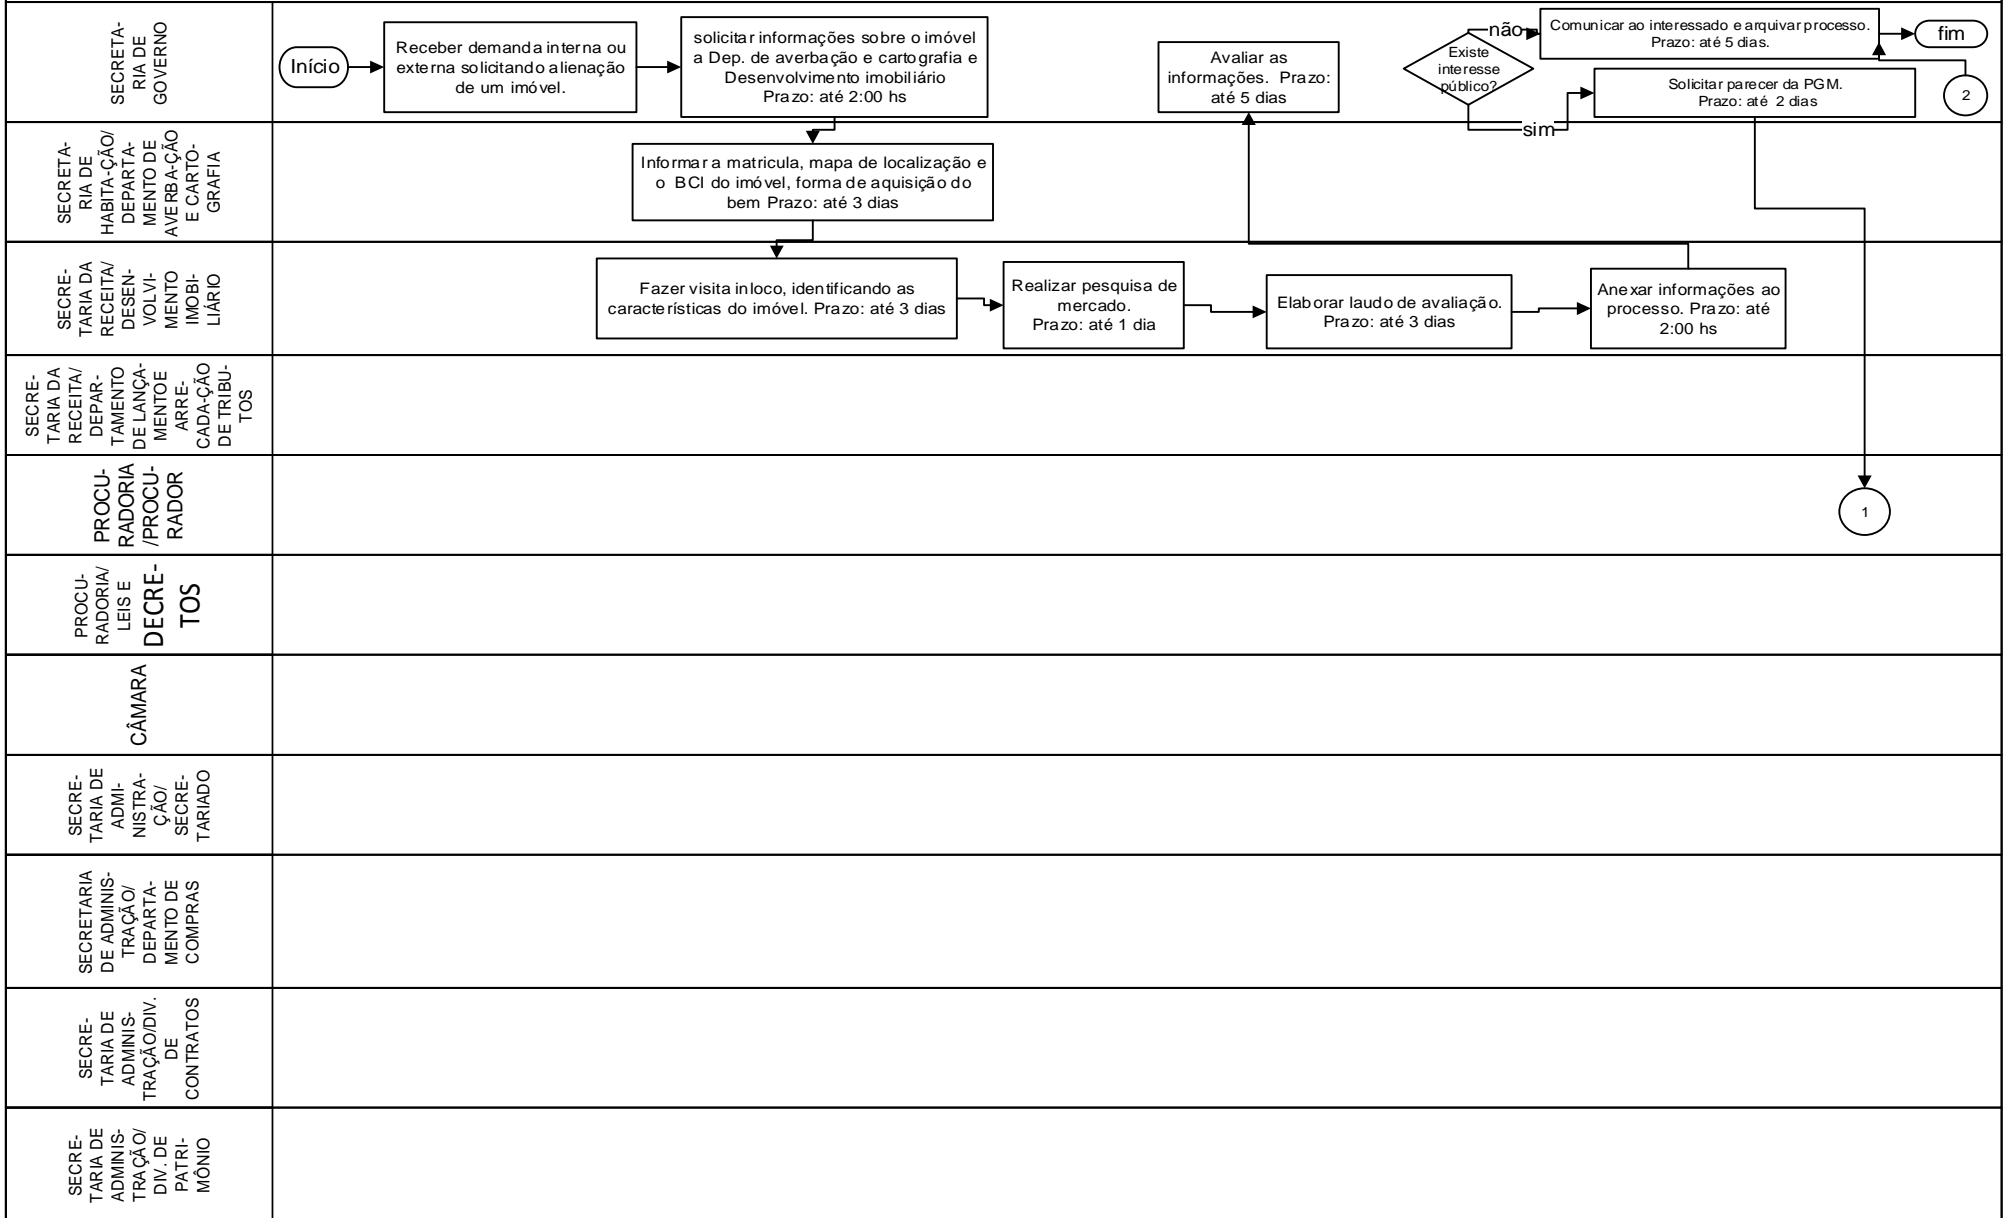 SECRETA-
RIA DE
GOVERNO
Início
Receber demanda interna ou
externa solicitando alienação
de um imóvel.
solicitar informações sobre o imóvel
a Dep. de averbação e cartografia e
Desenvolvimento imobiliário
Prazo: até 2:00 hs
Avaliar as
informações. Prazo:
até 5 dias
Existe
interesse
público?
não
sim
Comunicar ao interessado e arquivar processo.
Prazo: até 5 dias.
fim
Solicitar parecer da PGM.
Prazo: até 2 dias
2
SECRETA-
RIA DE
HABITA-ÇÃO/
DEPARTA-
MENTO DE
AVERBA-ÇÃO
E CARTO-
GRAFIA
Informar a matricula, mapa de localização e
o BCI do imóvel, forma de aquisição do
bem Prazo: até 3 dias
SECRE-
TARIA DA
RECEITA/
DESEN-
VOLVI-
MENTO
IMOBI-
LIÁRIO
Fazer visita inloco, identificando as
características do imóvel. Prazo: até 3 dias
Realizar pesquisa de
mercado.
Prazo: até 1 dia
Elaborar laudo de avaliação.
Prazo: até 3 dias
Anexar informações ao
processo. Prazo: até
2:00 hs
SECRE-
TARIA DA
RECEITA/
DEPAR-
TAMENTO
DE LANÇA-
MENTO E
ARRE-
CADA-ÇÃO
DE TRIBU-
TOS
PROCU-
RADORIA
/PROCU-
RADOR
1
PROCU-
RADORIA/
LEIS E
DECRE-
TOS
CÂMARA
SECRE-
TARIA DE
ADMI-
NISTRA-
ÇÃO/
SECRE-
TARIADO
SECRETARIA
DE ADMINIS-
TRAÇÃO/
DEPARTA-
MENTO DE
COMPRAS
SECRE-
TARIA DE
ADMINIS-
TRAÇÃO/DIV.
DE
CONTRATOS
SECRE-
TARIA DE
ADMINIS-
TRAÇÃO/
DIV. DE
PATRI-
MÔNIO